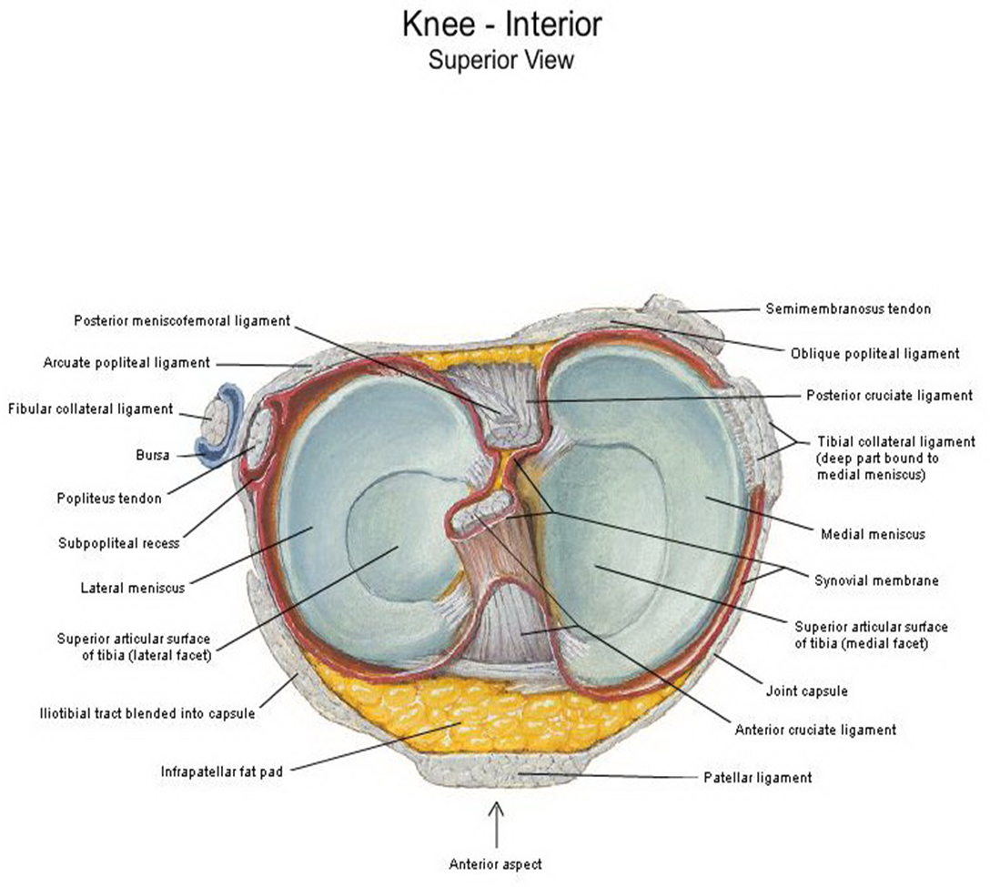 Knee - Interior
Superior View
Posterior meniscofemoral ligament
Arcuate popliteal ligament
Fibular collateral ligament
Bursa
Popliteus tendon
Subpopliteal recess
Lateral meniscus
Superior articular surface
of tibia (lateral facet)
Iliotibial tract blended into capsule
Infrapatellar fat pad
Semimembranosus tendon
Oblique popliteal ligament
Posterior cruciate ligament
Tibial collateral ligament
(deep part bound to
medial meniscus)
Medial meniscus
Synovial membrane
Superior articular surface
of tibia (medial facet)
Joint capsule
Anterior cruciate ligament
Patellar ligament
Anterior aspect